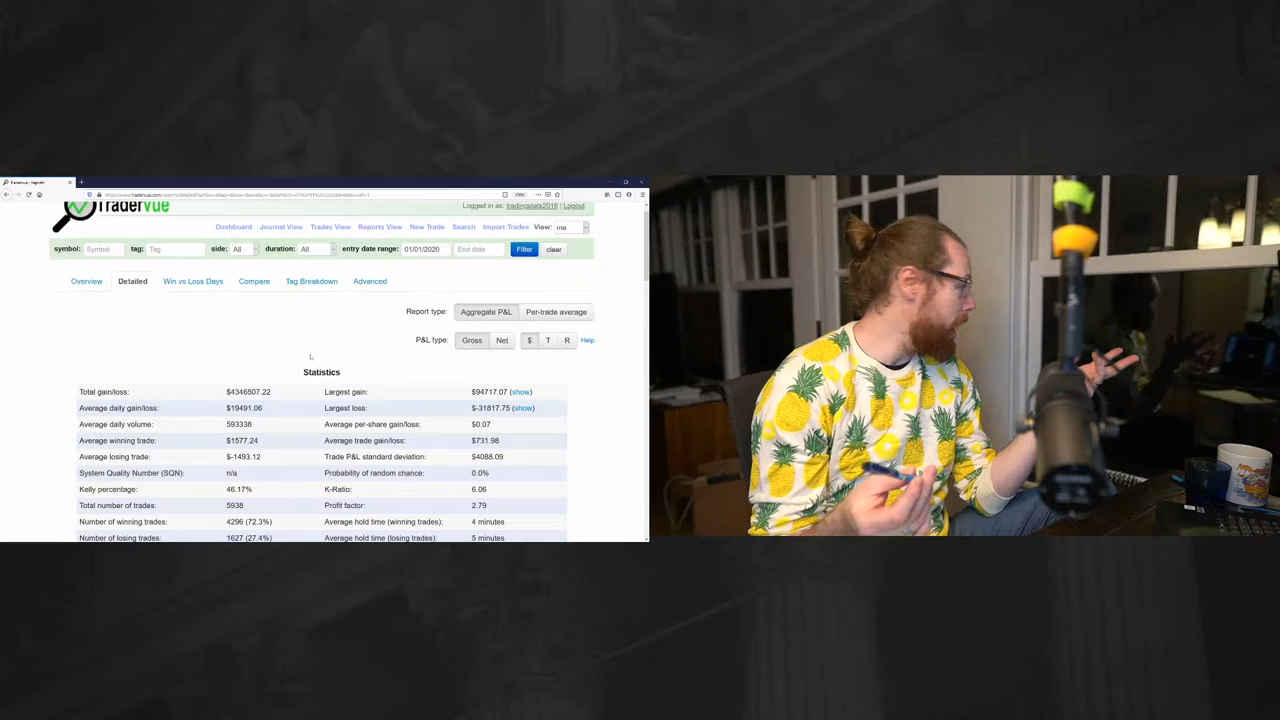 TraderVue | Reports
TraderVue
Logged in as: tradingstats2016 | Logout
Dashboard Journal View Trades View Reports View New Trade Search Import Trades View: me
symbol: Symbol tag: Tag side: All duration: All entry date range: 01/01/2020 End date Filter clear
Overview Detailed Win vs Loss Days Compare Tag Breakdown Advanced
Report type: Aggregate P&L Per-trade average
P&L type: Gross Net $ T R Help
Statistics
Total gain/loss: $4346507.22 Largest gain: $94717.07 (show)
Average daily gain/loss: $19491.06 Largest loss: $-31817.75 (show)
Average daily volume: 593338 Average per-share gain/loss: $0.07
Average winning trade: $1577.24 Average trade gain/loss: $731.98
Average losing trade: $-1493.12 Trade P&L standard deviation: $4088.09
System Quality Number (SQN): n/a Probability of random chance: 0.0%
Kelly percentage: 46.17% K-Ratio: 6.06
Total number of trades: 5938 Profit factor: 2.79
Number of winning trades: 4296 (72.3%) Average hold time (winning trades): 4 minutes
Number of losing trades: 1627 (27.4%) Average hold time (losing trades): 5 minutes